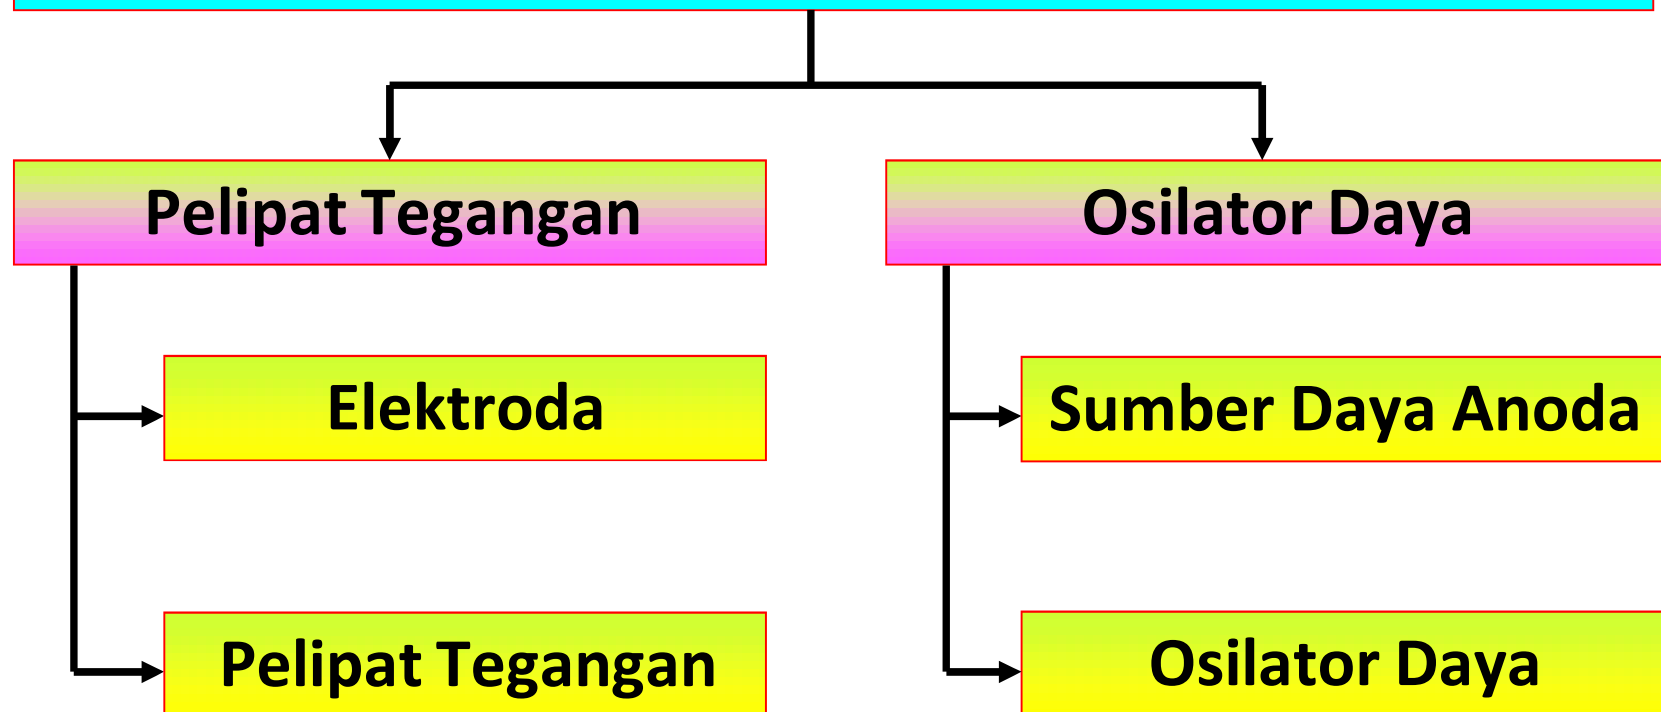 Pelipat Tegangan
Osilator Daya
Elektroda
Sumber Daya Anoda
Pelipat Tegangan
Osilator Daya